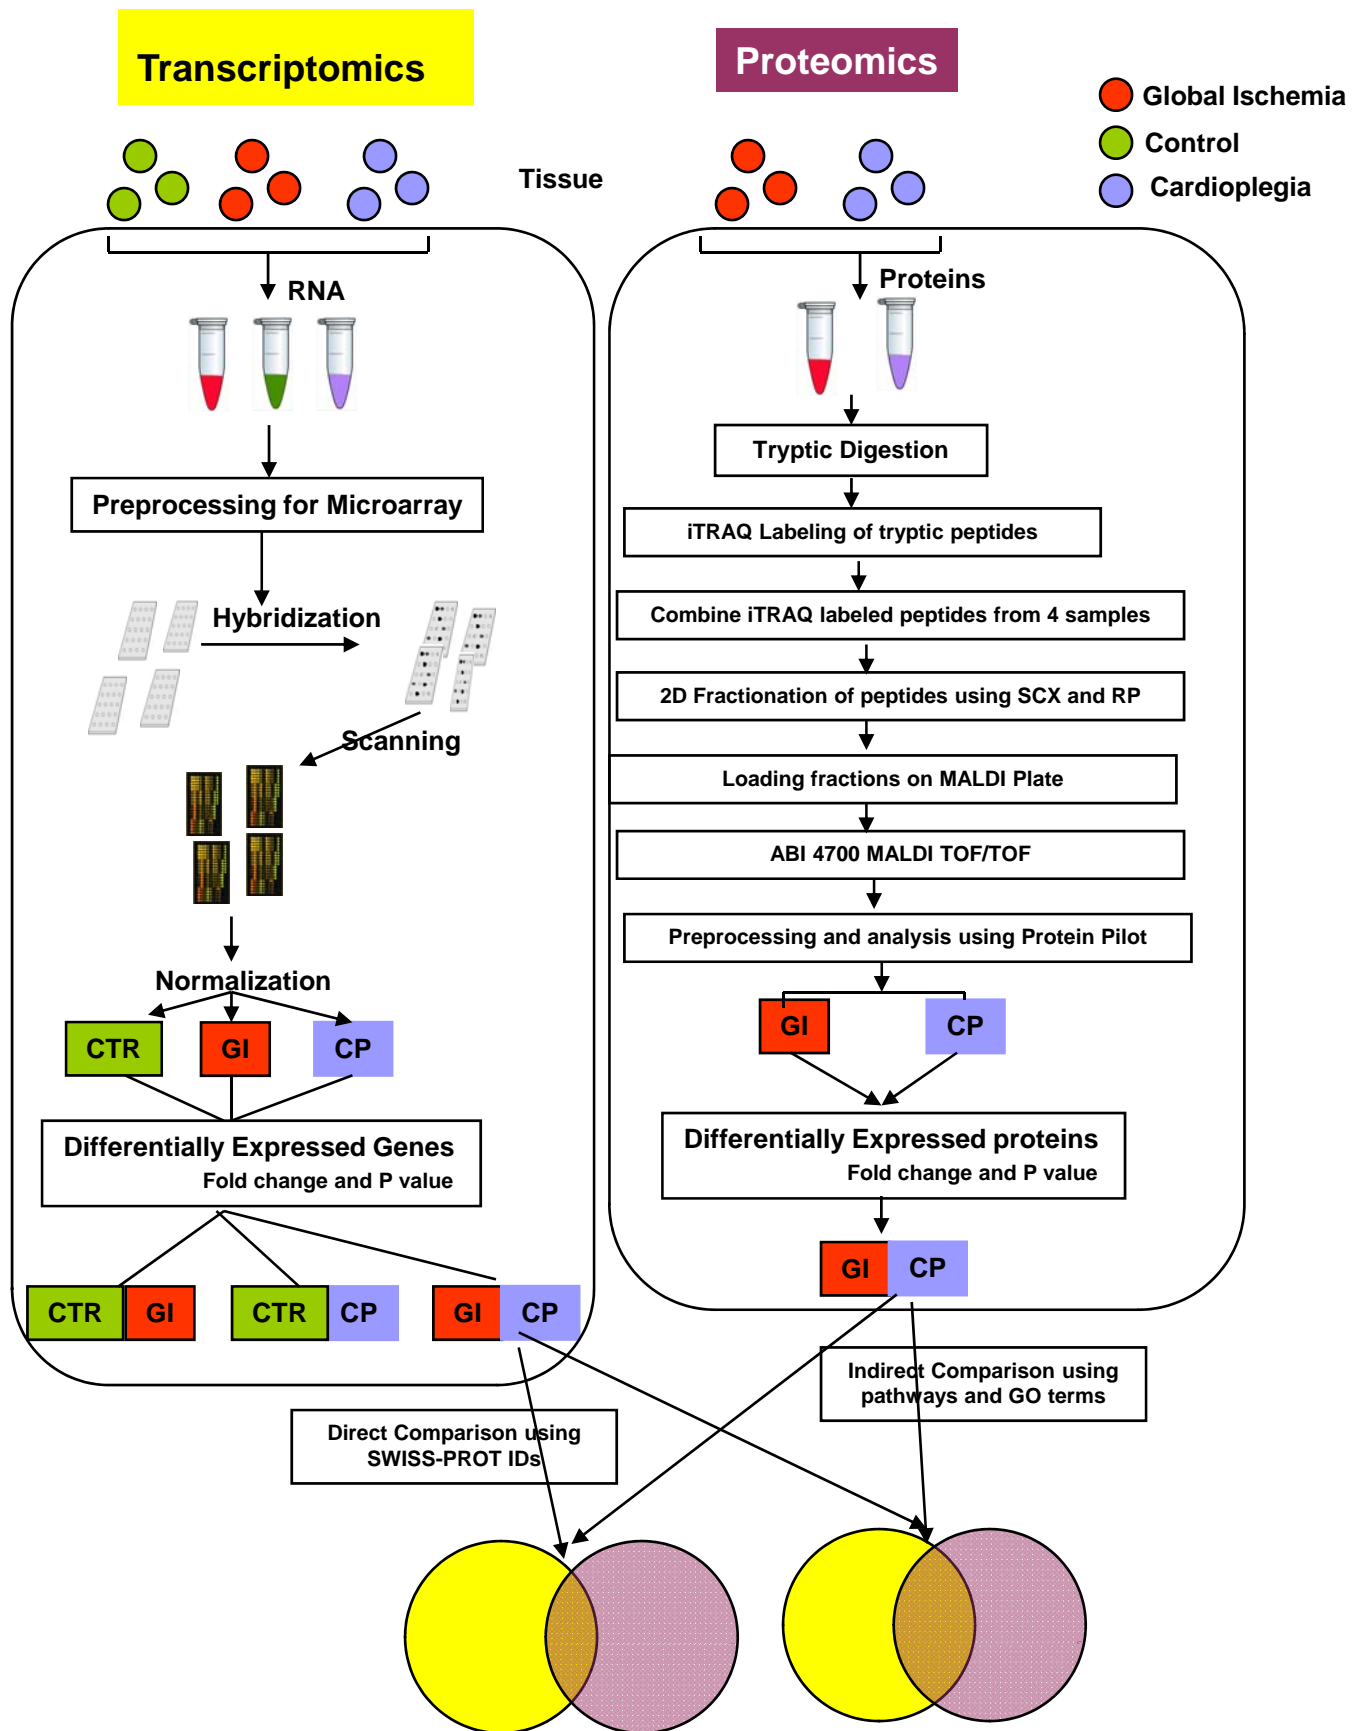 Transcriptomics
Proteomics
Global Ischemia
Control
Cardioplegia
Tissue
RNA
Preprocessing for Microarray
Hybridization
Scanning
Normalization
CTR
GI
CP
Differentially Expressed Genes
Fold change and P value
CTR
GI
CTR
CP
GI
CP
Proteins
Tryptic Digestion
iTRAQ Labeling of tryptic peptides
Combine iTRAQ labeled peptides from 4 samples
2D Fractionation of peptides using SCX and RP
Loading fractions on MALDI Plate
ABI 4700 MALDI TOF/TOF
Preprocessing and analysis using Protein Pilot
GI
CP
Differentially Expressed proteins
Fold change and P value
GI
CP
Direct Comparison using
SWISS-PROT IDs
Indirect Comparison using
pathways and GO terms